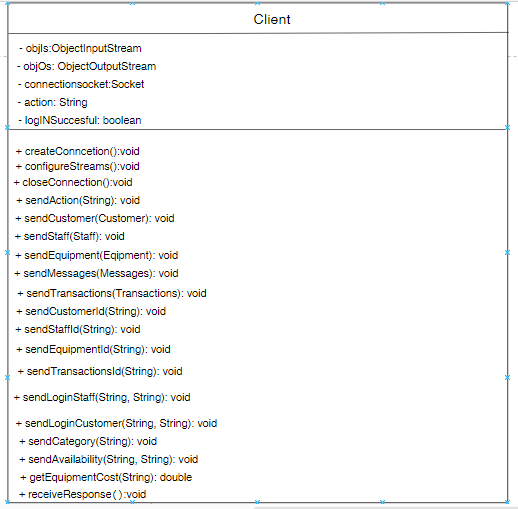 Client
- objIs:ObjectInputStream
- objOs: ObjectOutputStream
- connectionsocket:Socket
- action: String
- logINSuccesful: boolean
+ createConncetion():void
+ configureStreams():void
+ closeConnection():void
+ sendAction(String): void
+ sendCustomer(Customer): void
+ sendStaff(Staff): void
+ sendEquipment(Eqipment): void
+ sendMessages(Messages): void
+ sendTransactions(Transactions): void
+ sendCustomerId(String): void
+ sendStaffId(String): void
+ sendEquipmentId(String): void
+ sendTransactionsId(String): void
+ sendLoginStaff(String, String): void
+ sendLoginCustomer(String, String): void
+ sendCategory(String): void
+ sendAvailability(String, String): void
+ getEquipmentCost(String): double
+ receiveResponse():void